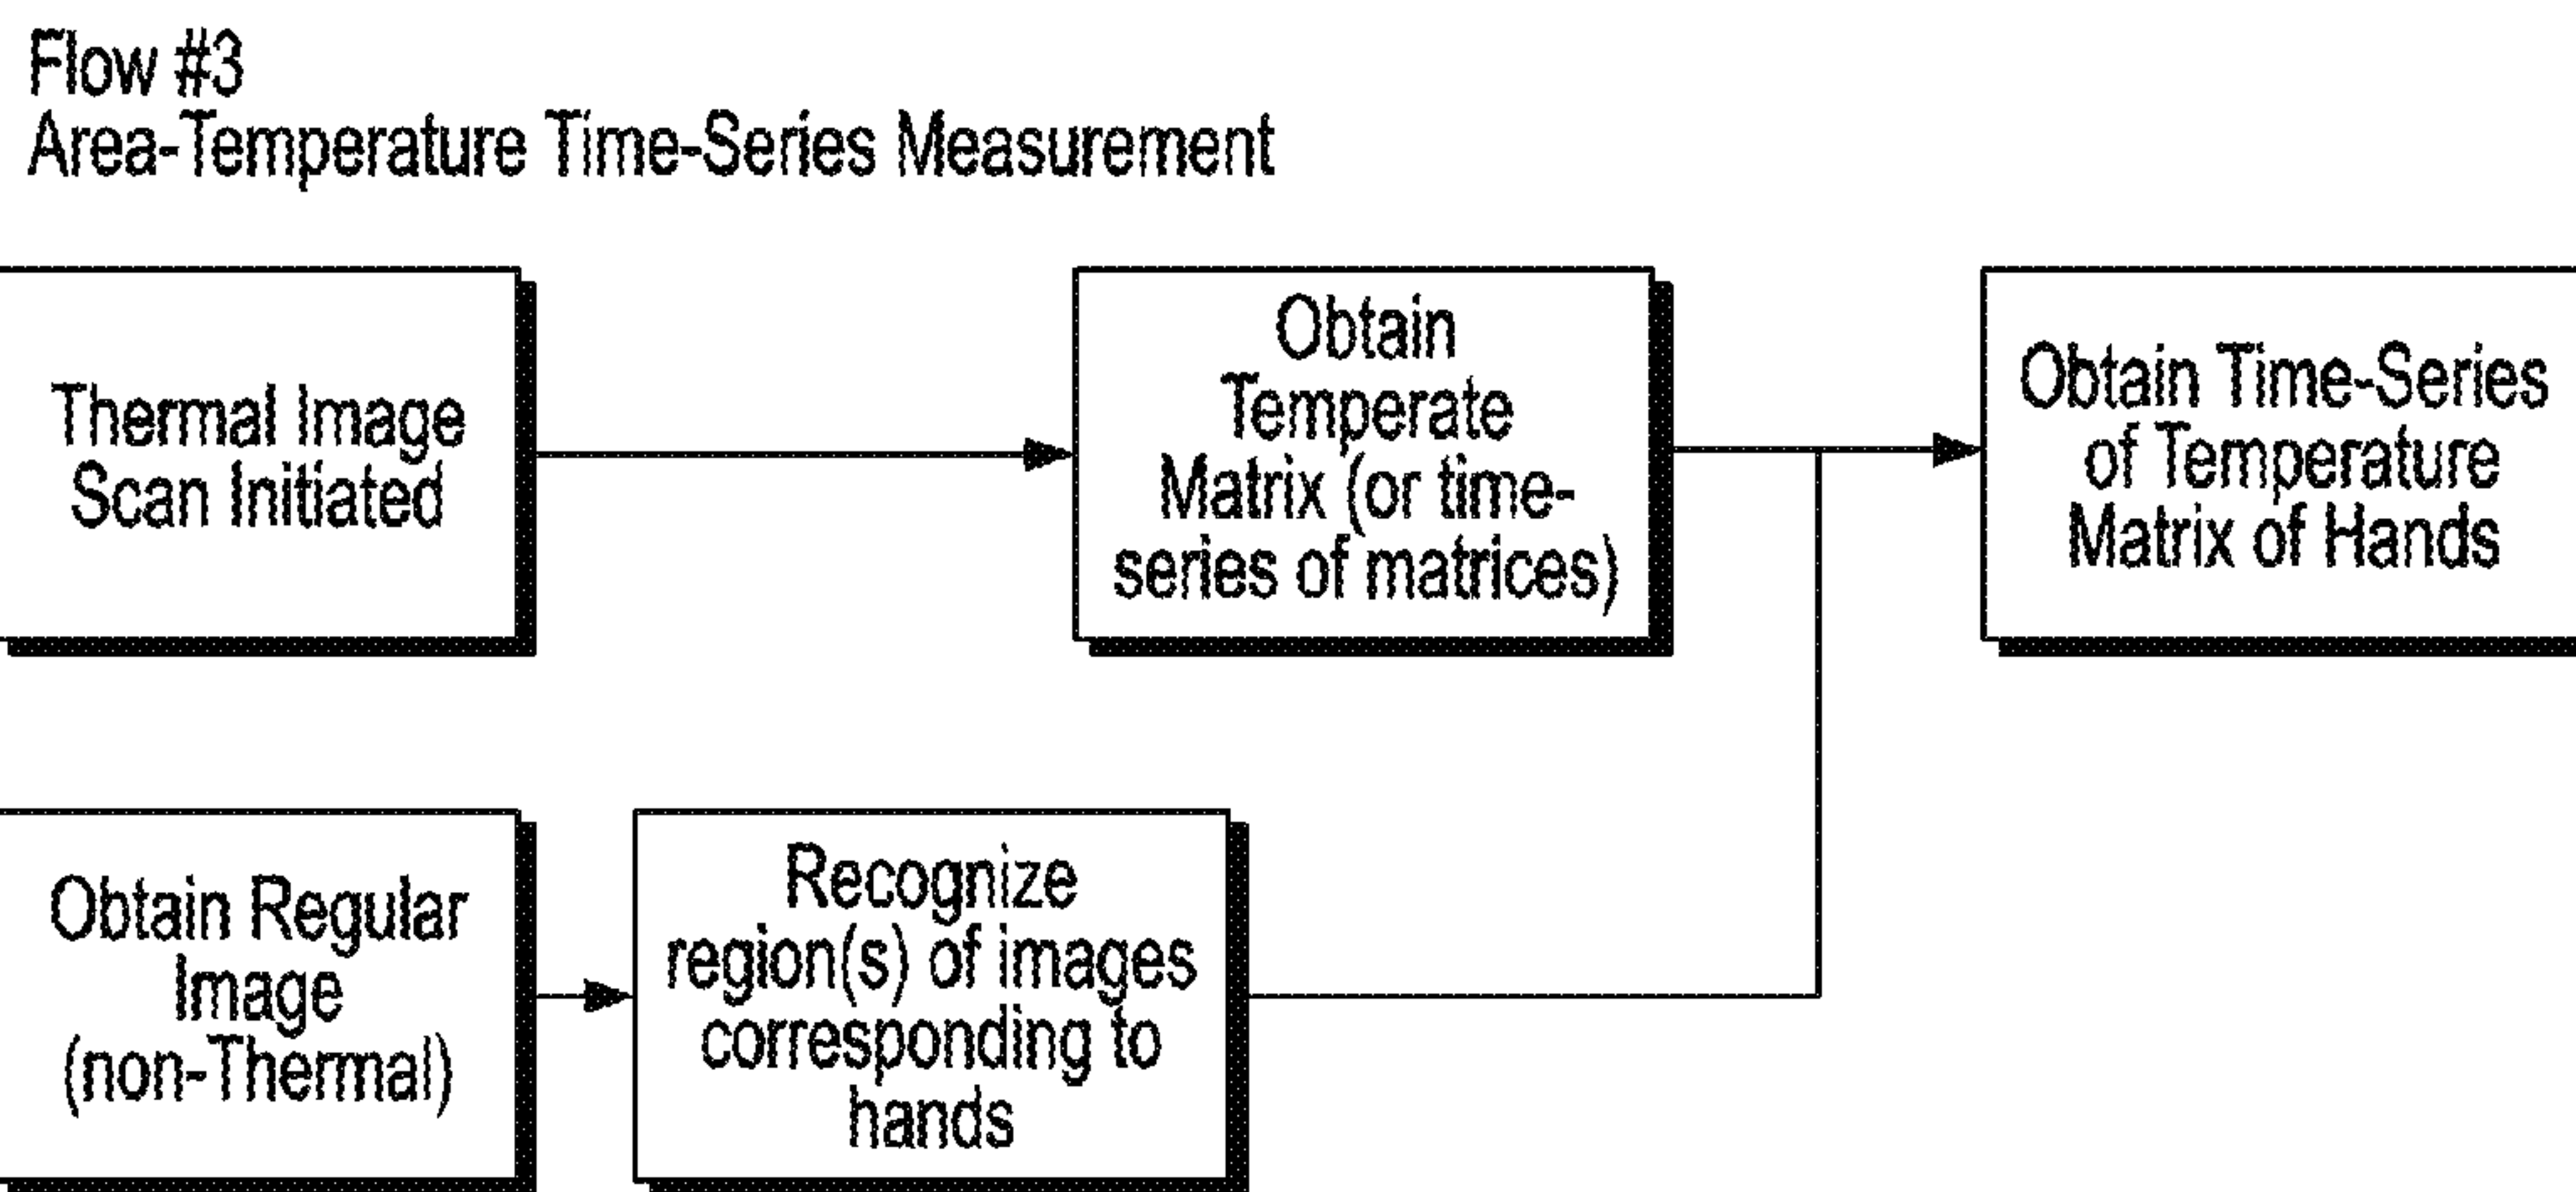 Flow #3
Area-Temperature Time-Series Measurement
Thermal Image
Scan Initiated
Obtain
Temperate
Matrix (or time-
series of matrices)
Obtain Time-Series
of Temperature
Matrix of Hands
Obtain Regular
Image
(non-Thermal)
Recognize
region(s) of images
corresponding to
hands